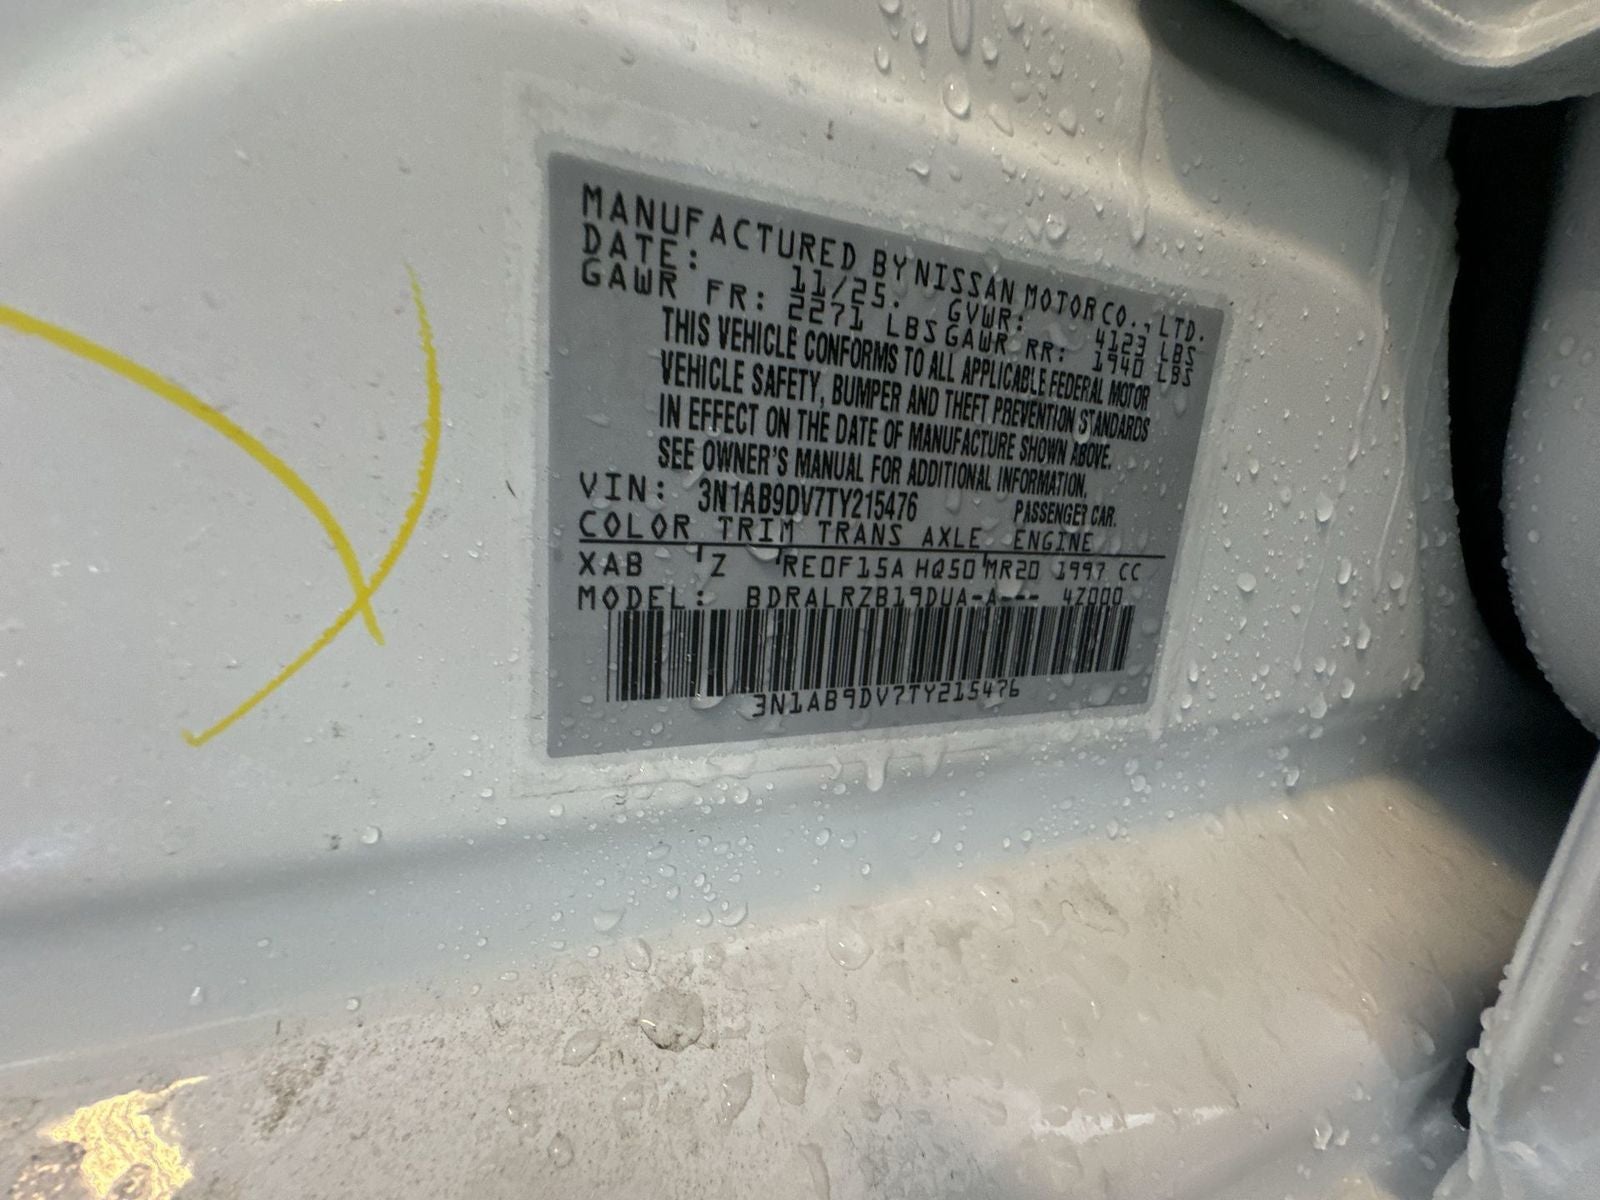 MANUFACTURED BY NISSAN MOTOR CO., LTD.
DATE: 11/25. GVWR: 4123 LBS
GAWR FR: 2271 LBS GAWR RR: 1940 LBS
THIS VEHICLE CONFORMS TO ALL APPLICABLE FEDERAL MOTOR
VEHICLE SAFETY, BUMPER AND THEFT PREVENTION STANDARDS
IN EFFECT ON THE DATE OF MANUFACTURE SHOWN ABOVE.
SEE OWNER'S MANUAL FOR ADDITIONAL INFORMATION.
VIN: 3N1AB9DV7TY215476 PASSENGER CAR.
COLOR TRIM TRANS AXLE ENGINE
XAB Z RE0F15A HQ50 MR20 1997 CC
MODEL: BDRALRZB19DUA-A--- 4Z000
3N1AB9DV7TY215476